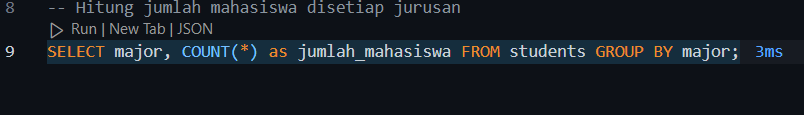 8 -- Hitung jumlah mahasiswa disetiap jurusan
Run | New Tab | JSON
9 SELECT major, COUNT(*) as jumlah_mahasiswa FROM students GROUP BY major; 3ms